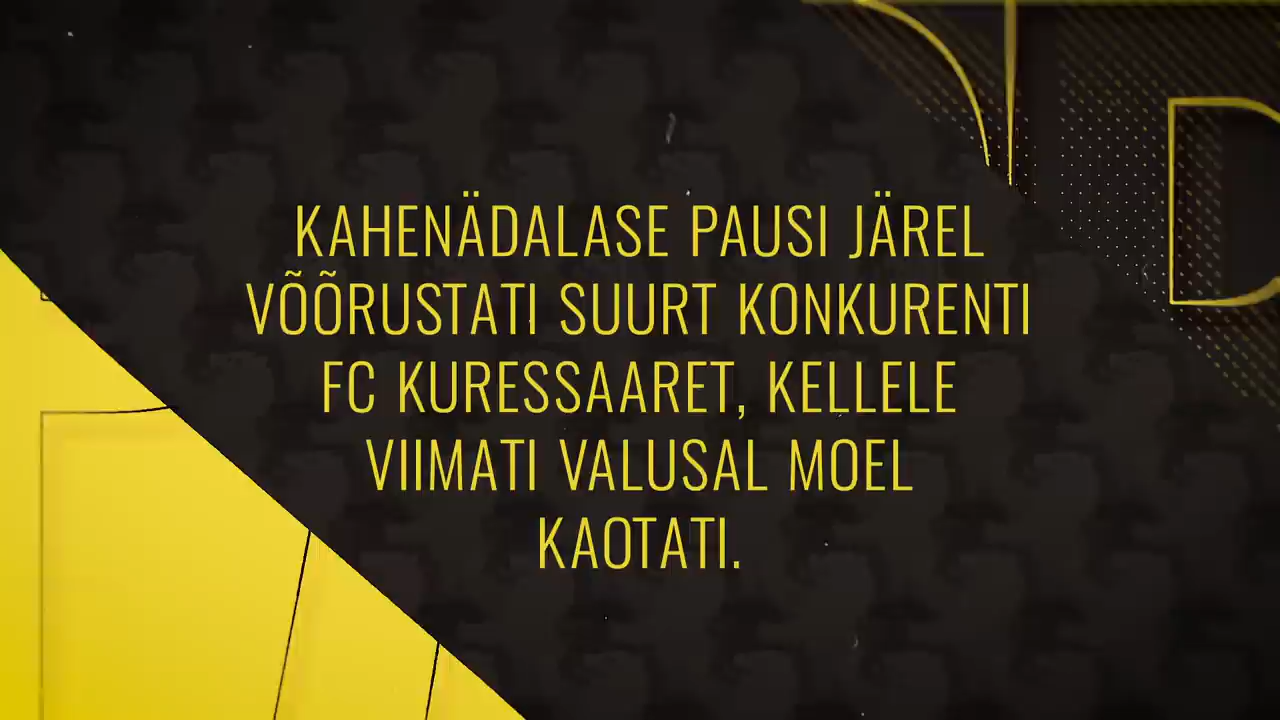 KAHENÄDALASE PAUSI JÄREL
VÕÕRUSTATI SUURT KONKURENTI
FC KURESSAARET, KELLELE
VIIMATI VALUSAL MOEL
KAOTATI.